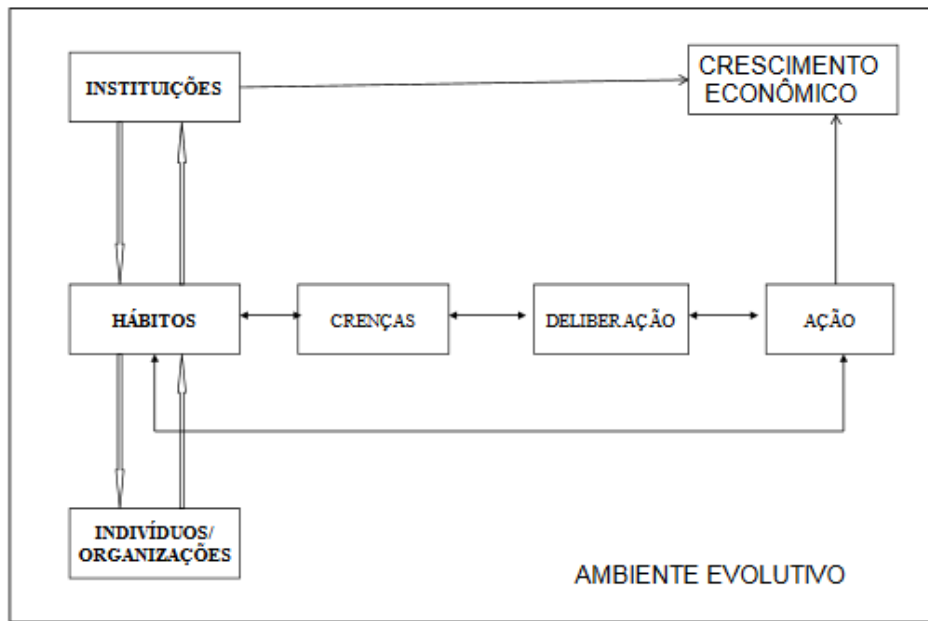 INSTITUIÇÕES
CRESCIMENTO
ECONÔMICO
HÁBITOS
CRENÇAS
DELIBERAÇÃO
AÇÃO
INDIVÍDUOS/
ORGANIZAÇÕES
AMBIENTE EVOLUTIVO